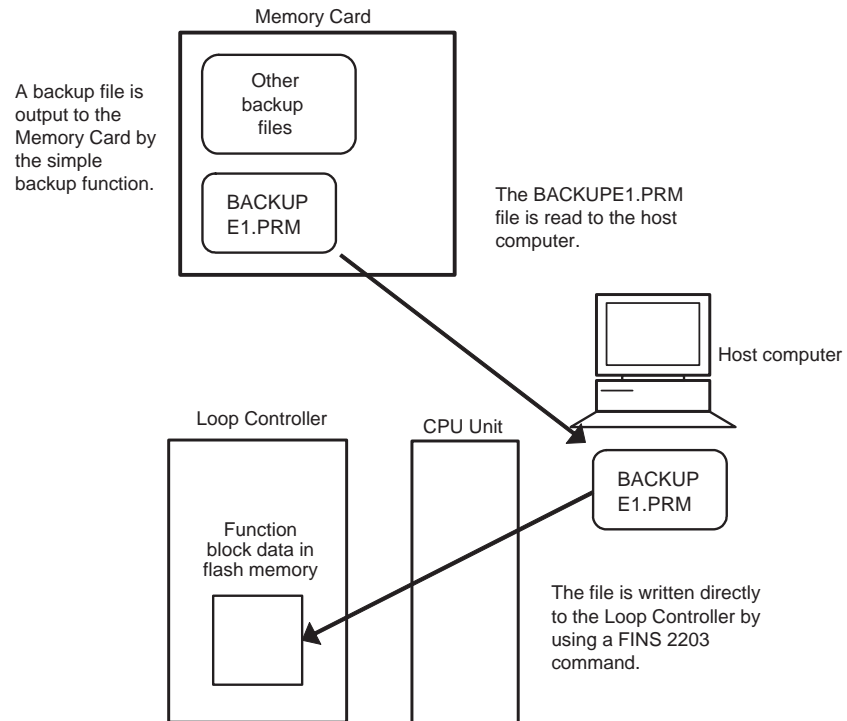 Memory Card
A backup file is
output to the
Memory Card by
the simple
backup function.
Other
backup
files
BACKUP
E1.PRM
The BACKUPE1.PRM
file is read to the host
computer.
Host computer
Loop Controller
CPU Unit
BACKUP
E1.PRM
Function
block data in
flash memory
The file is written directly
to the Loop Controller by
using a FINS 2203
command.